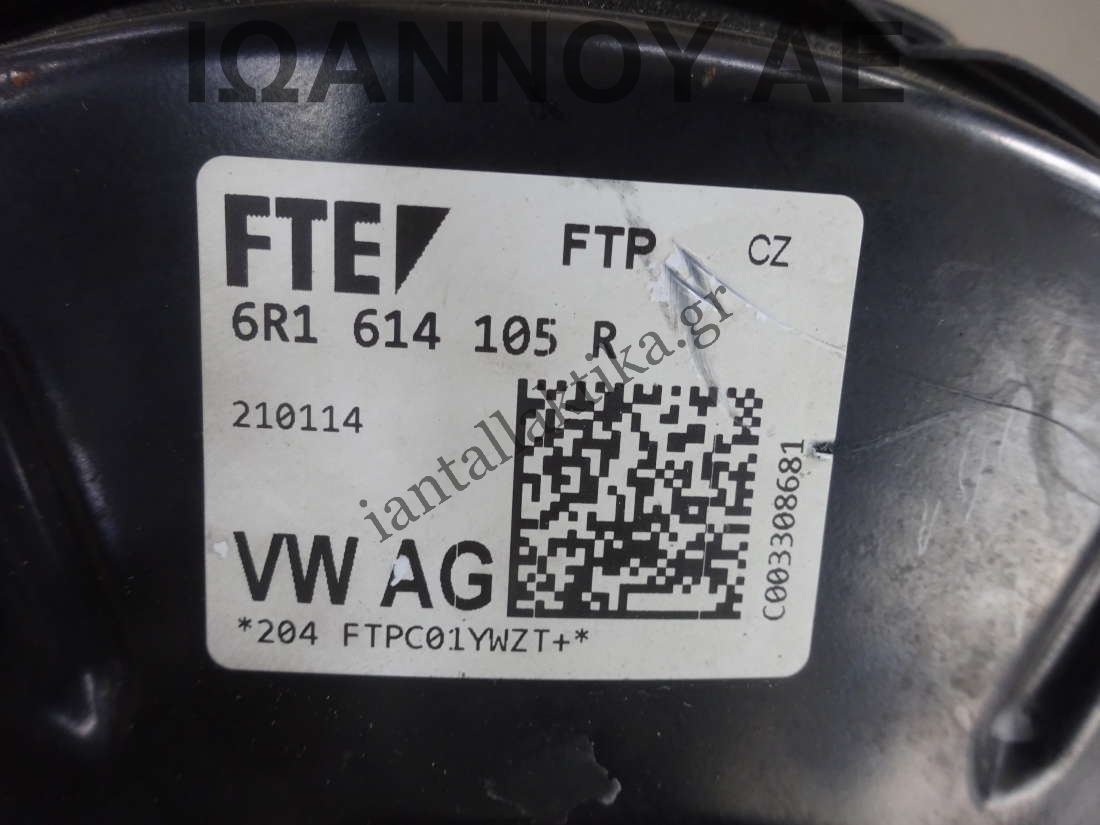 ΙΩΑΝΝΟΥ ΑΕ
FTE FTP CZ
6R1 614 105 R
210114
iantallaktika.gr
C003308681
VW AG
*204 FTPC01YWZT+*